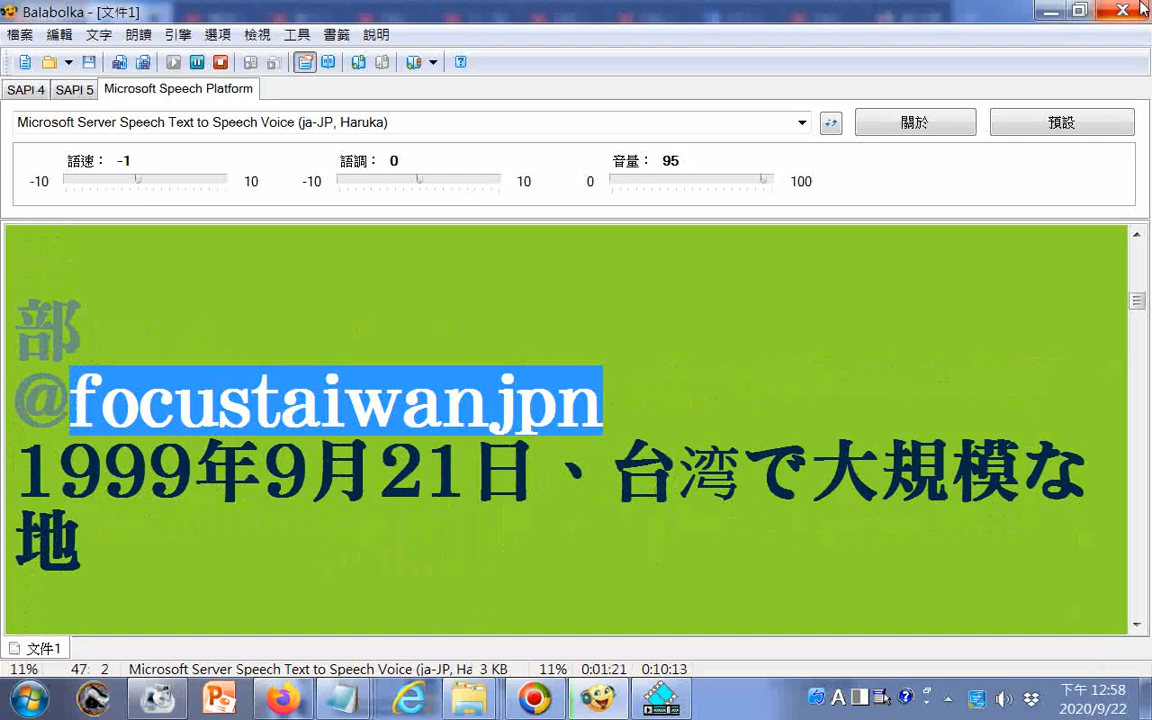 Balabolka - [文件1]
檔案 編輯 文字 朗讀 引擎 選項 檢視 工具 書籤 說明
SAPI 4 SAPI 5 Microsoft Speech Platform
Microsoft Server Speech Text to Speech Voice (ja-JP, Haruka) 關於 預設
語速： -1 語調： 0 音量： 95
-10 10 -10 10 0 100
部
@focustaiwanjpn
1999年9月21日、台湾で大規模な
地
文件1
11% 47: 2 Microsoft Server Speech Text to Speech Voice (ja-JP, Ha 3 KB 11% 0:01:21 0:10:13
下午 12:58
2020/9/22